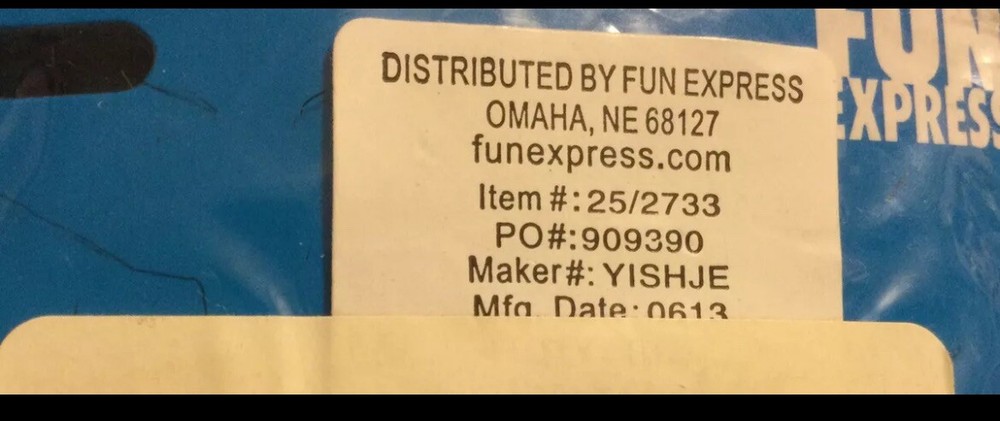 DISTRIBUTED BY FUN EXPRESS
OMAHA, NE 68127
funexpress.com
Item #: 25/2733
PO#: 909390
Maker#: YISHJE
Mfg. Date: 0613
FUN
EXPRESS